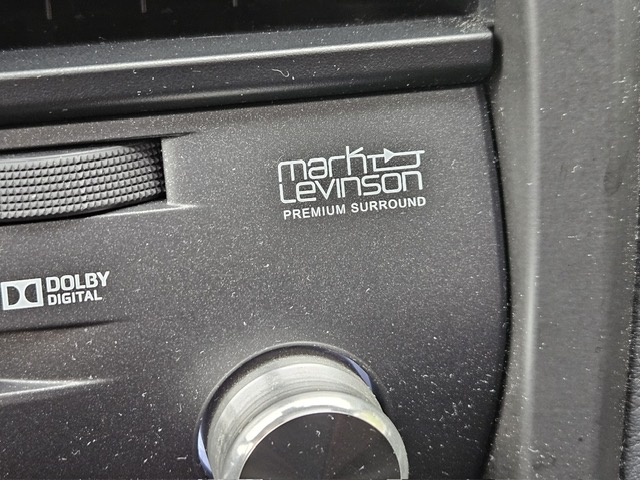 mark
Levinson
PREMIUM SURROUND
DOLBY
DIGITAL